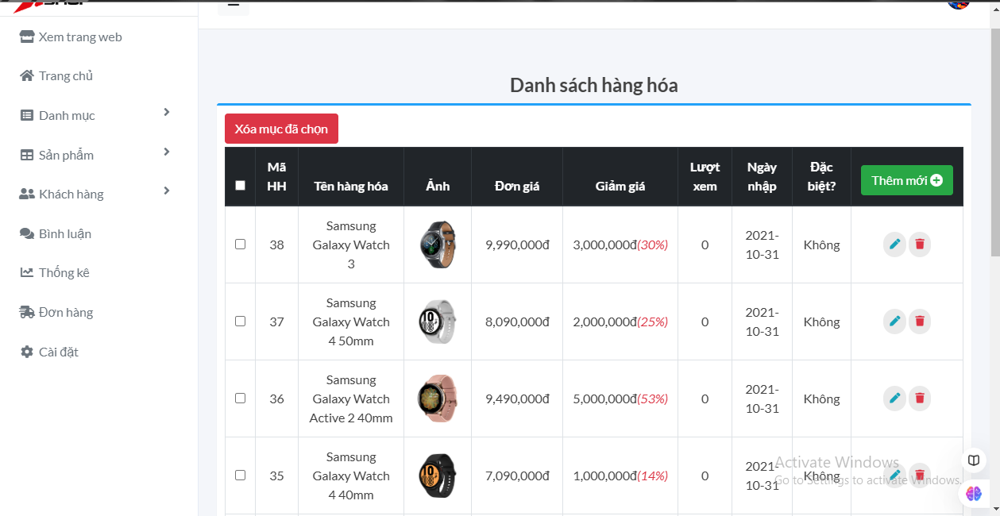 Xem trang web
Trang chủ
Danh mục
Sản phẩm
Khách hàng
Bình luận
Thống kê
Đơn hàng
Cài đặt
Danh sách hàng hóa
Xóa mục đã chọn
Mã
HH
Tên hàng hóa
Ảnh
Đơn giá
Giảm giá
Lượt
xem
Ngày
nhập
Đặc
biệt?
Thêm mới
38
Samsung
Galaxy Watch
3
9,990,000đ
3,000,000đ(30%)
0
2021-
10-31
Không
37
Samsung
Galaxy Watch
4 50mm
8,090,000đ
2,000,000đ(25%)
0
2021-
10-31
Không
36
Samsung
Galaxy Watch
Active 2 40mm
9,490,000đ
5,000,000đ(53%)
0
2021-
10-31
Không
35
Samsung
Galaxy Watch
4 40mm
7,090,000đ
1,000,000đ(14%)
0
2021-
10-31
Không
Activate Windows
Go to Settings to activate Windows.